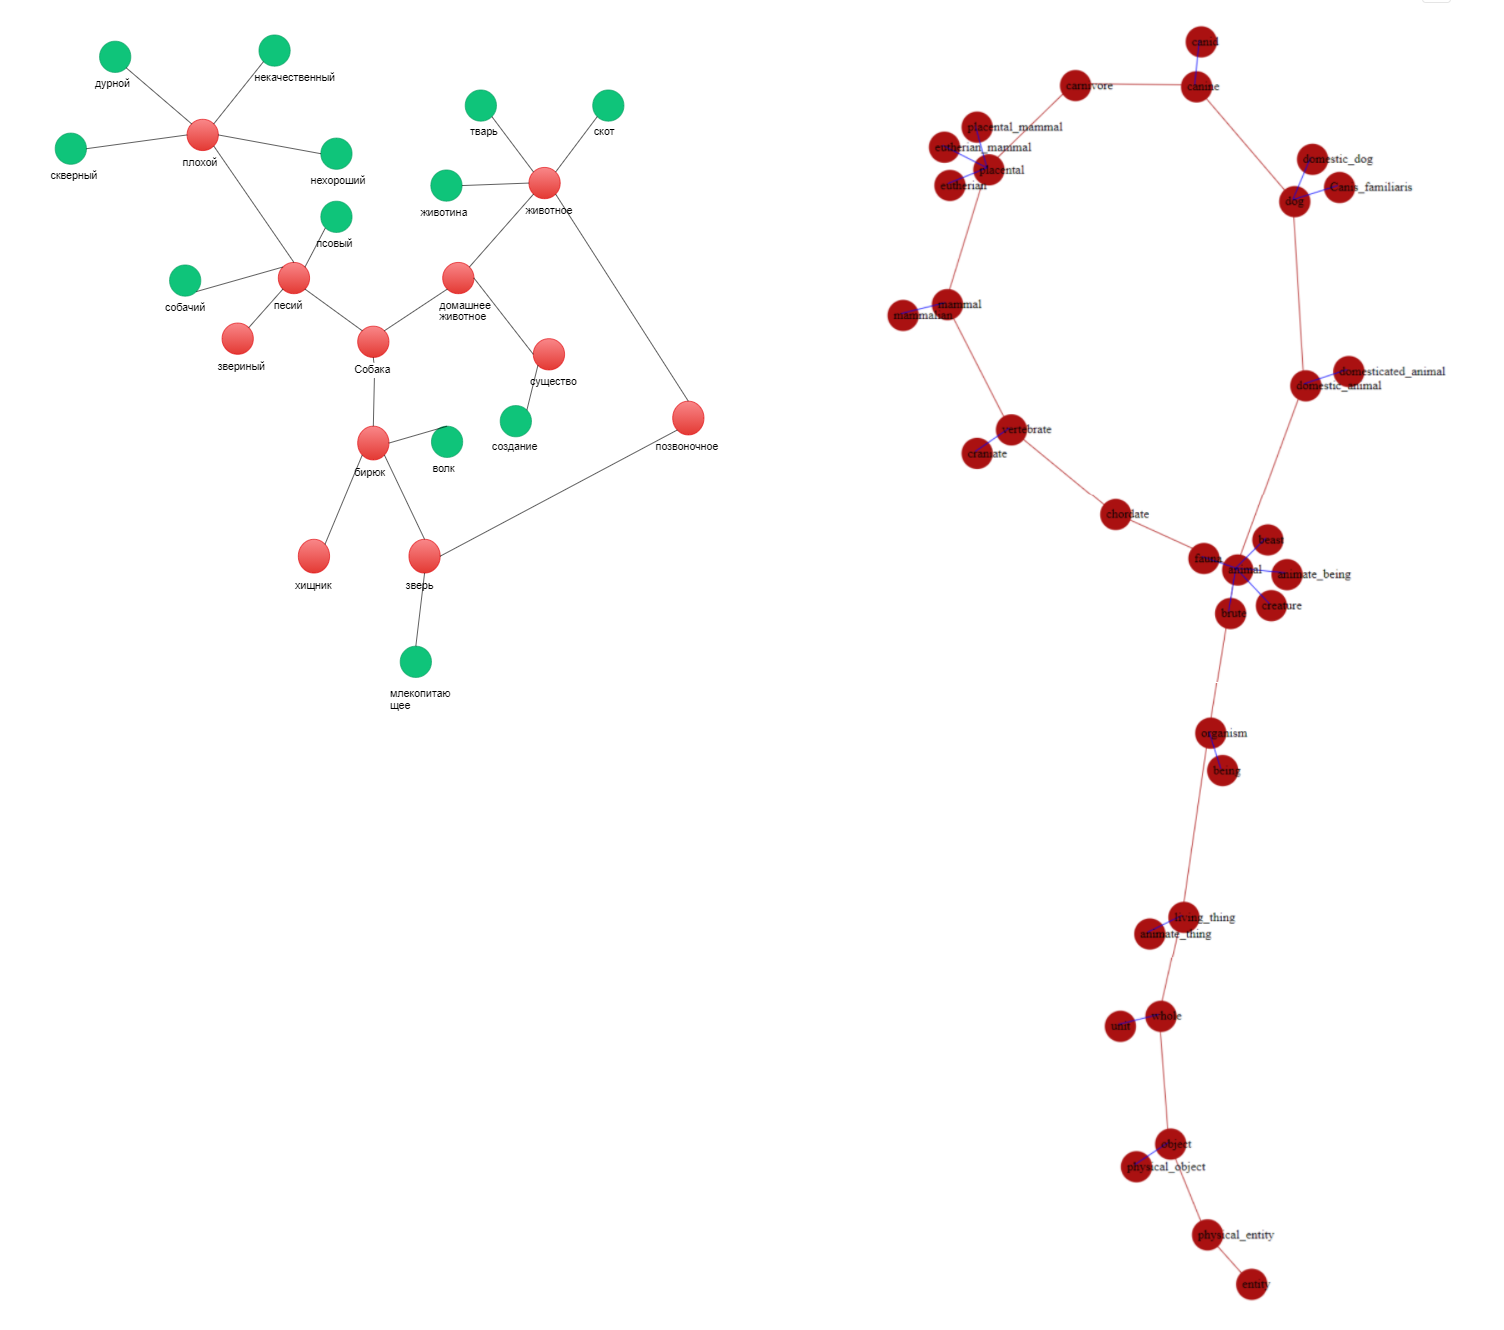 дурной
некачественный
плохой
скверный
нехороший
тварь
скот
животина
животное
псовый
собачий
песий
звериный
домашнее
животное
Собака
существо
создание
позвоночное
бирюк
волк
хищник
зверь
млекопитаю
щее
canid
carnivore
canine
placental_mammal
eutherian_mammal
placental
eutherian
domestic_dog
Canis_familiaris
dog
mammal
mammalian
domesticated_animal
domestic_animal
vertebrate
craniate
chordate
beast
fauna
animal
animate_being
creature
brute
organism
being
living_thing
animate_thing
whole
unit
object
physical_object
physical_entity
entity